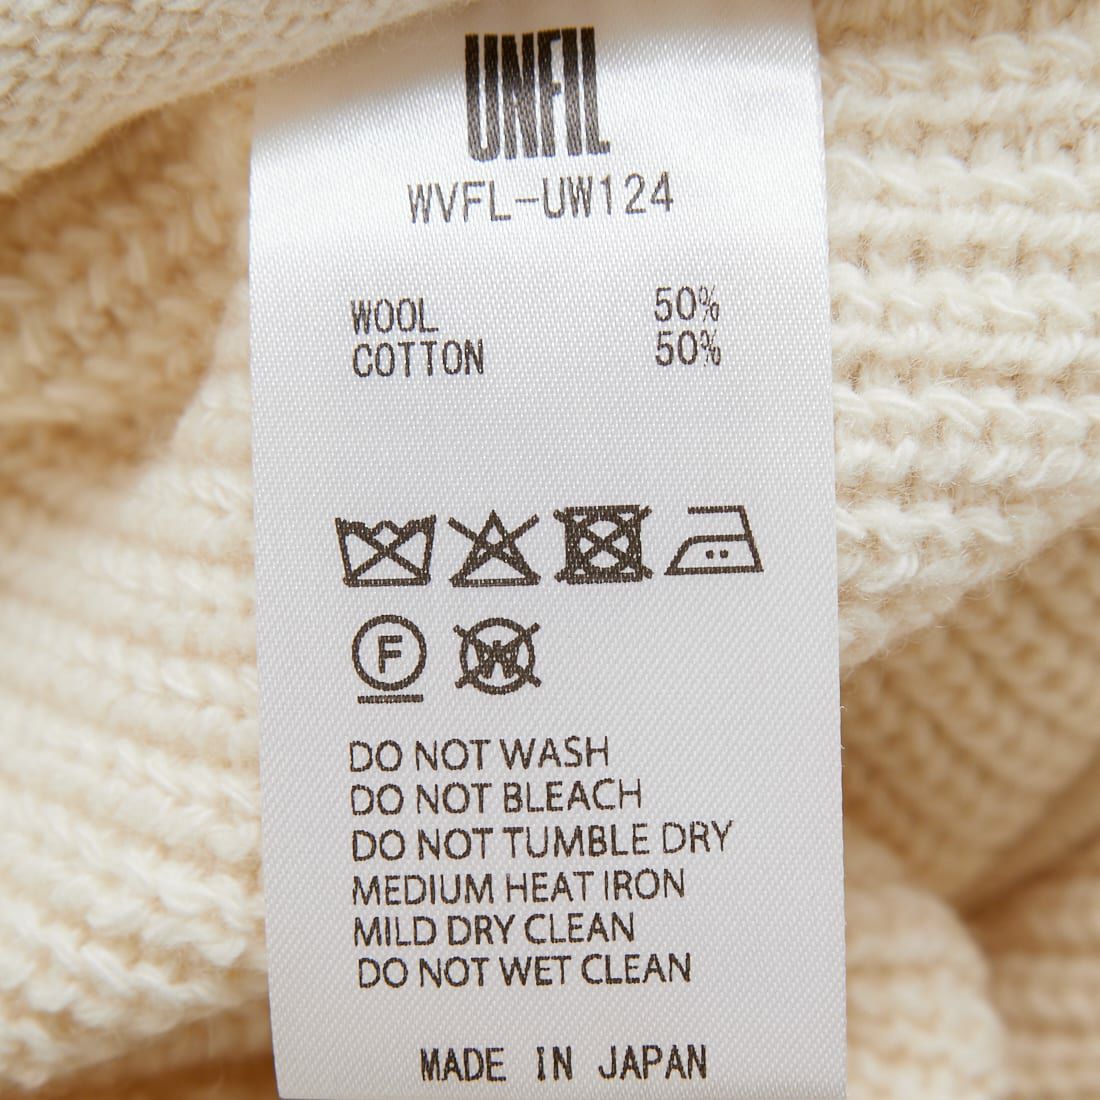 UNFIL
WVFL-UW124
WOOL 50%
COTTON 50%
F W
DO NOT WASH
DO NOT BLEACH
DO NOT TUMBLE DRY
MEDIUM HEAT IRON
MILD DRY CLEAN
DO NOT WET CLEAN
MADE IN JAPAN